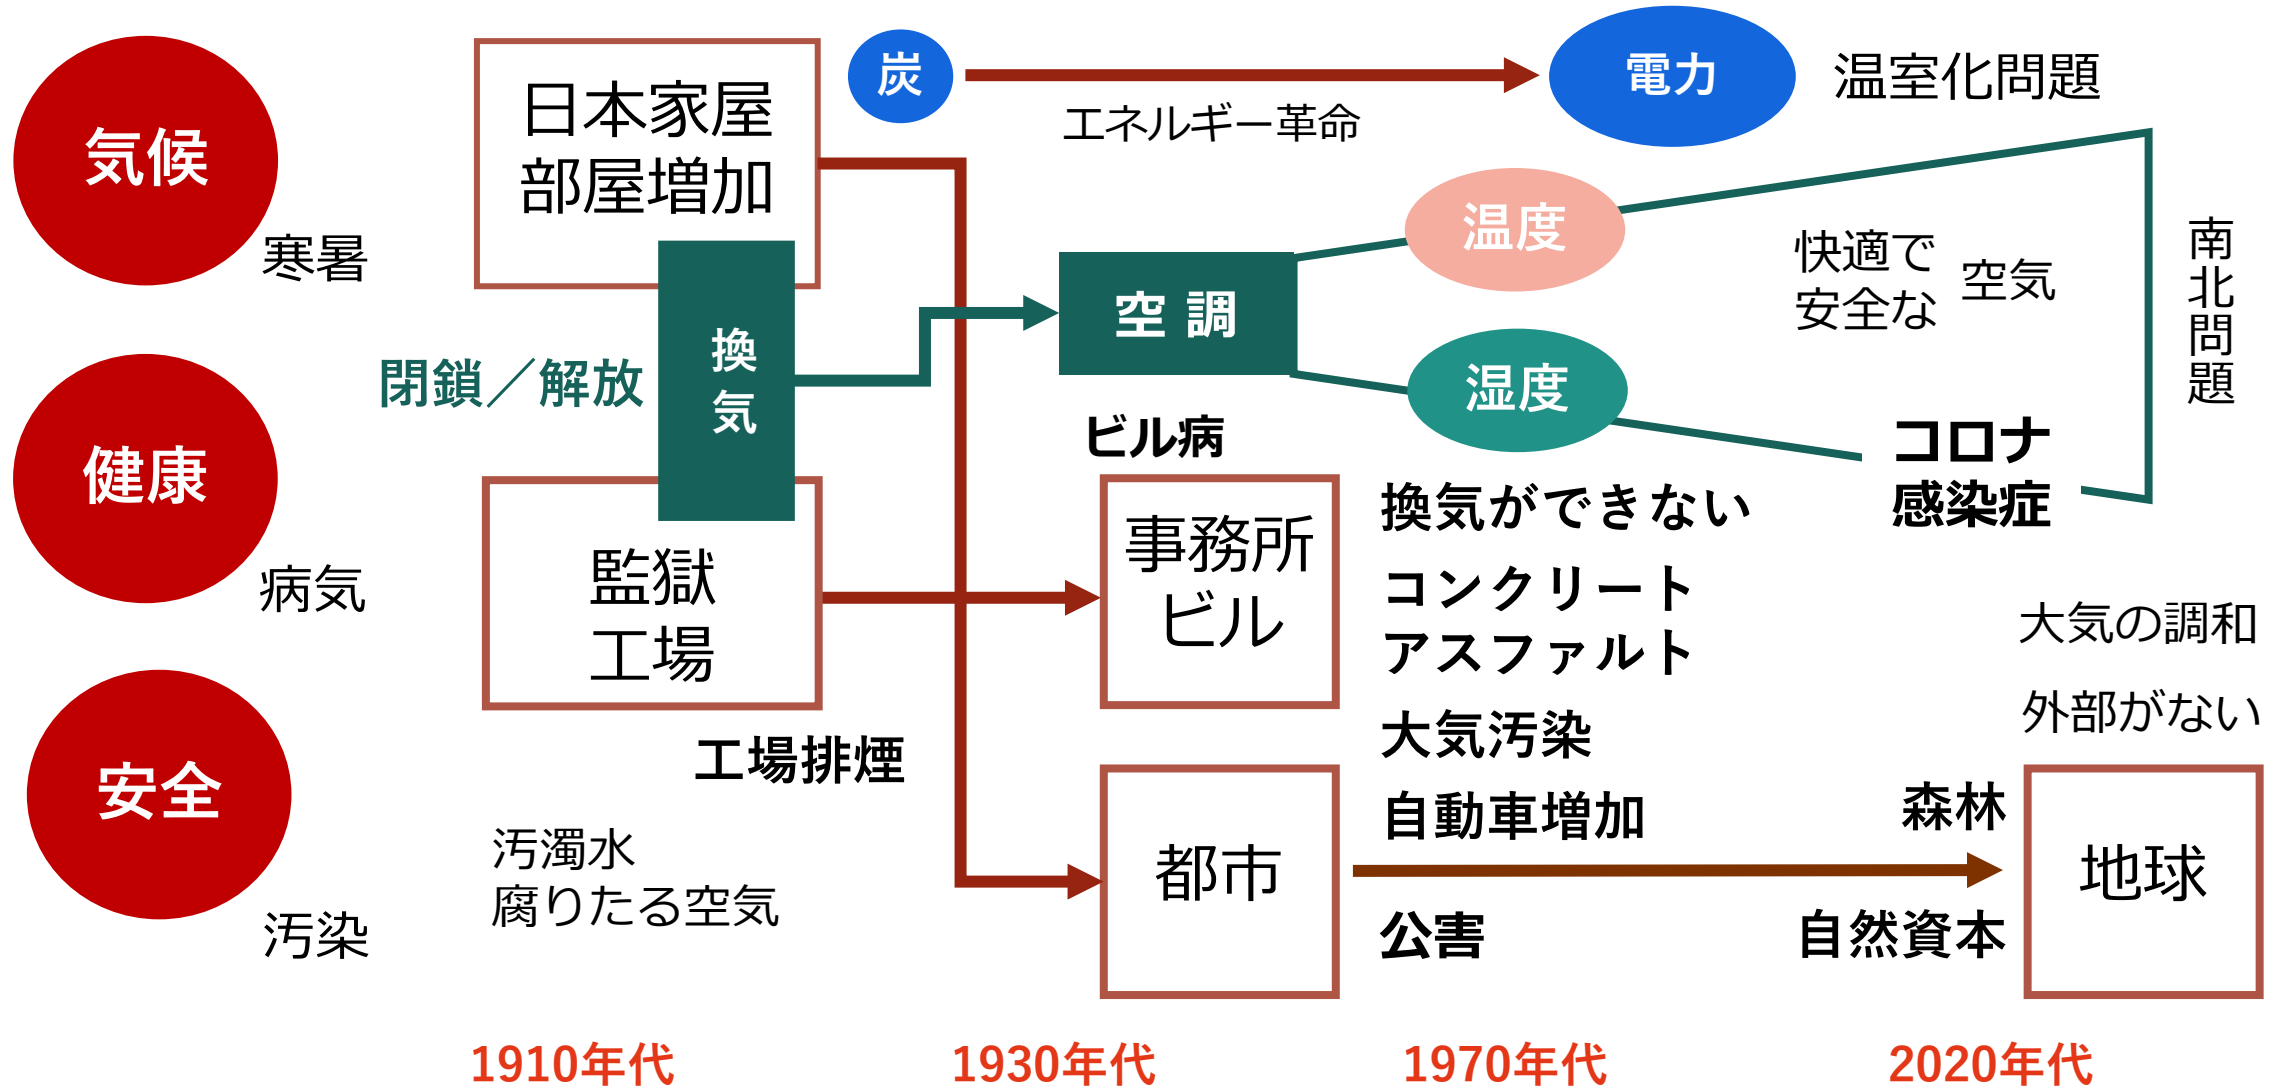 気候
寒暑
健康
病気
安全
汚染
日本家屋
部屋増加
閉鎖／解放
換
気
監獄
工場
工場排煙
汚濁水
腐りたる空気
炭
エネルギー革命
電力
温室化問題
空 調
温度
湿度
快適で
安全な
空気
南
北
問
題
ビル病
コロナ
感染症
事務所
ビル
換気ができない
コンクリート
アスファルト
大気汚染
自動車増加
都市
公害
大気の調和
外部がない
森林
自然資本
地球
1910年代
1930年代
1970年代
2020年代